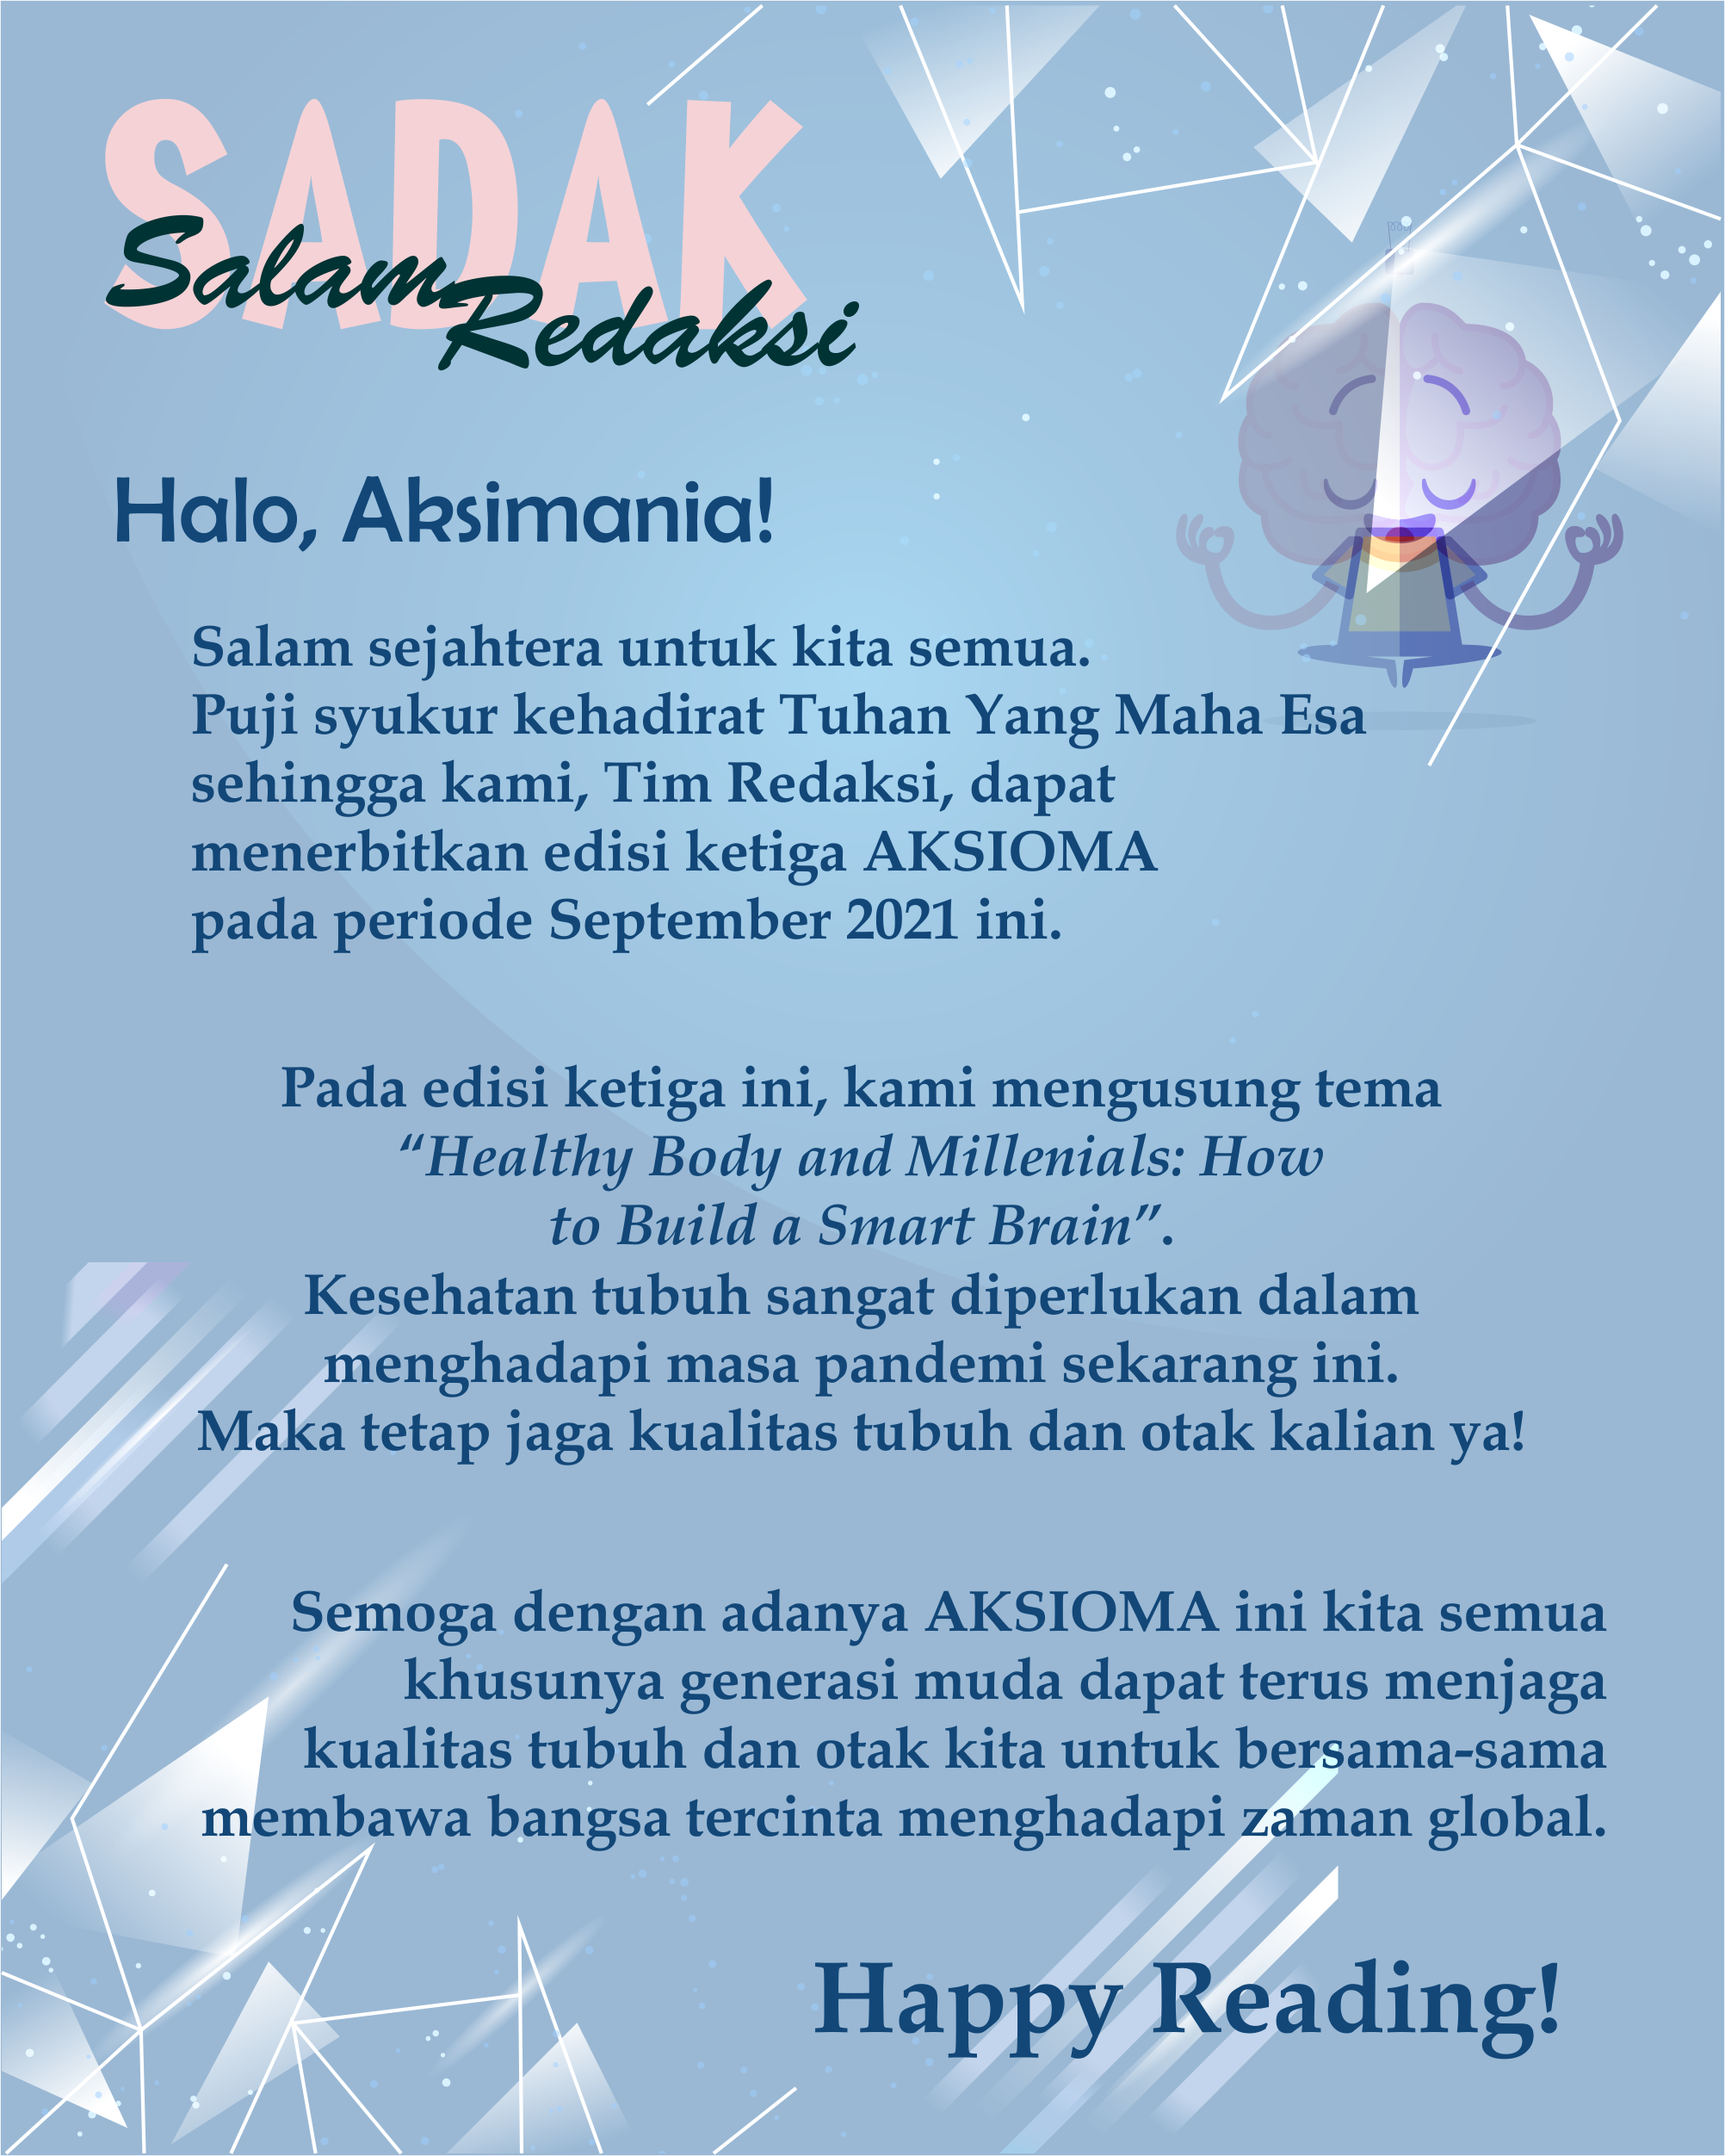 SADAK
Salam Redaksi
Halo, Aksimania!
Salam sejahtera untuk kita semua.
Puji syukur kehadirat Tuhan Yang Maha Esa
sehingga kami, Tim Redaksi, dapat
menerbitkan edisi ketiga AKSIOMA
pada periode September 2021 ini.
Pada edisi ketiga ini, kami mengusung tema
“Healthy Body and Millenials: How
to Build a Smart Brain”.
Kesehatan tubuh sangat diperlukan dalam
menghadapi masa pandemi sekarang ini.
Maka tetap jaga kualitas tubuh dan otak kalian ya!
Semoga dengan adanya AKSIOMA ini kita semua
khusunya generasi muda dapat terus menjaga
kualitas tubuh dan otak kita untuk bersama-sama
membawa bangsa tercinta menghadapi zaman global.
Happy Reading!